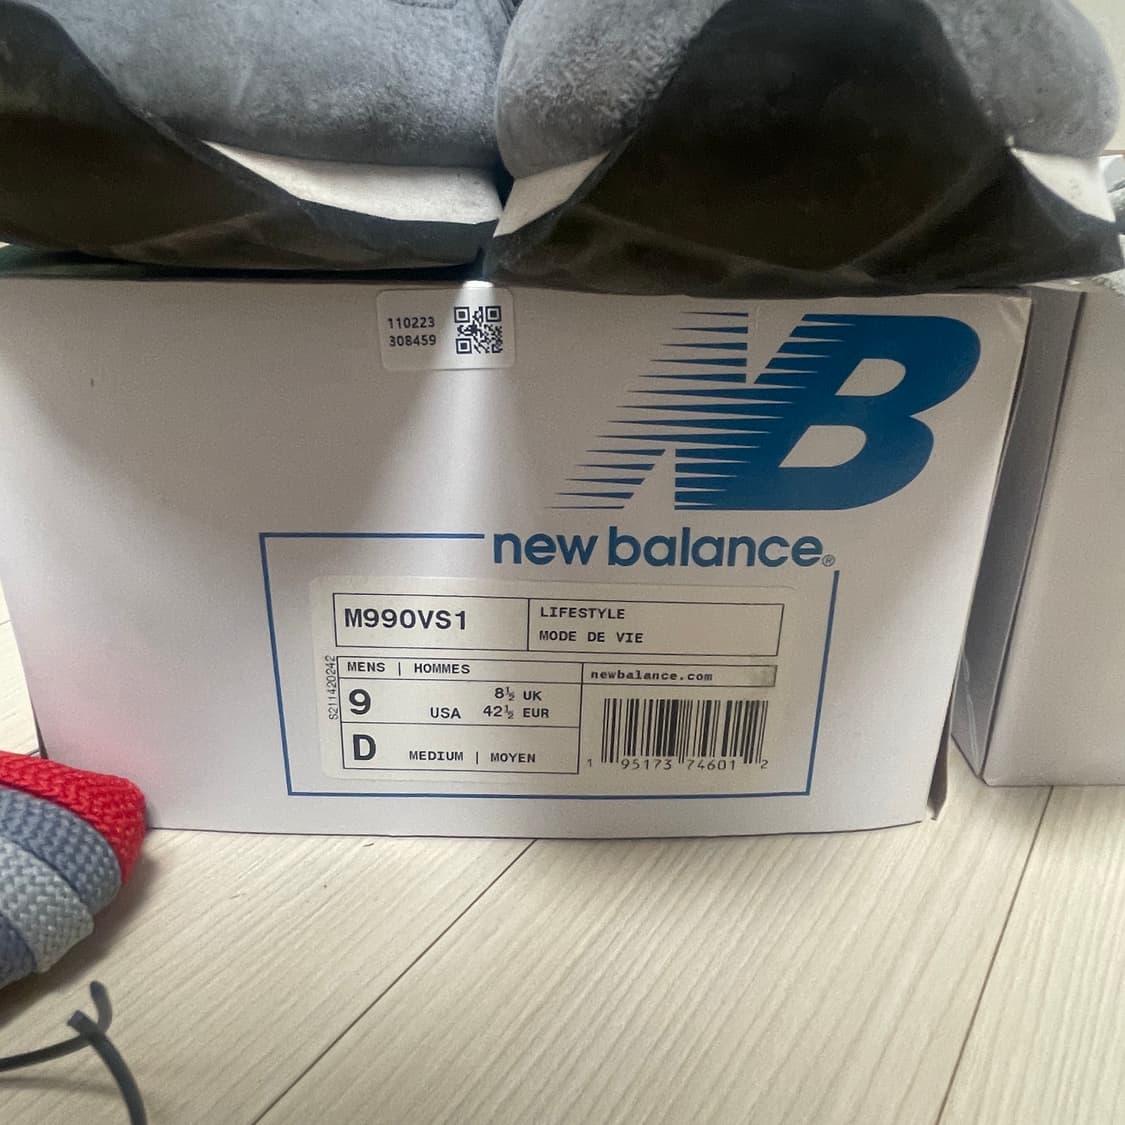 110223
308459
NB
new balance®
M990VS1
LIFESTYLE
MODE DE VIE
S211420242
MENS | HOMMES
9
8½ UK
USA 42½ EUR
D MEDIUM | MOYEN
newbalance.com
1 95173 74601 2